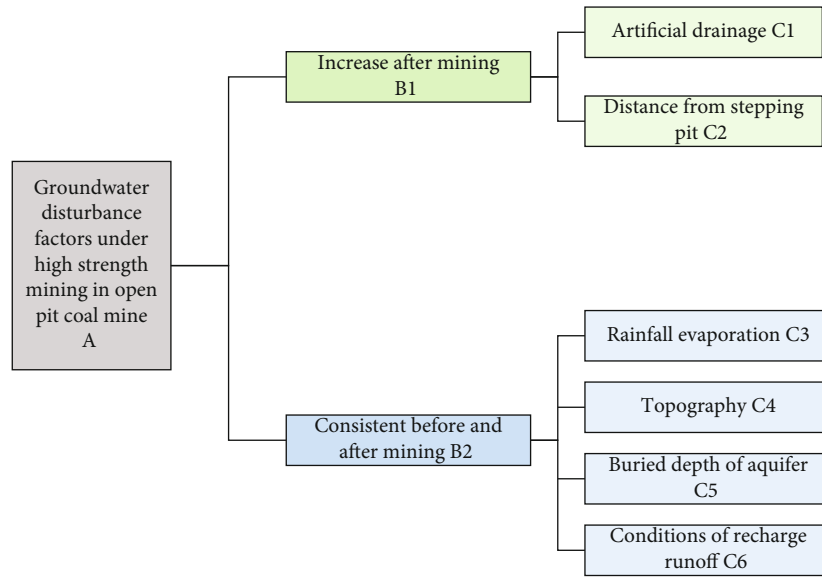 Groundwater
disturbance
factors under
high strength
mining in open
pit coal mine
A
Increase after mining
B1
Artificial drainage C1
Distance from stepping
pit C2
Consistent before and
after mining B2
Rainfall evaporation C3
Topography C4
Buried depth of aquifer
C5
Conditions of recharge
runoff C6